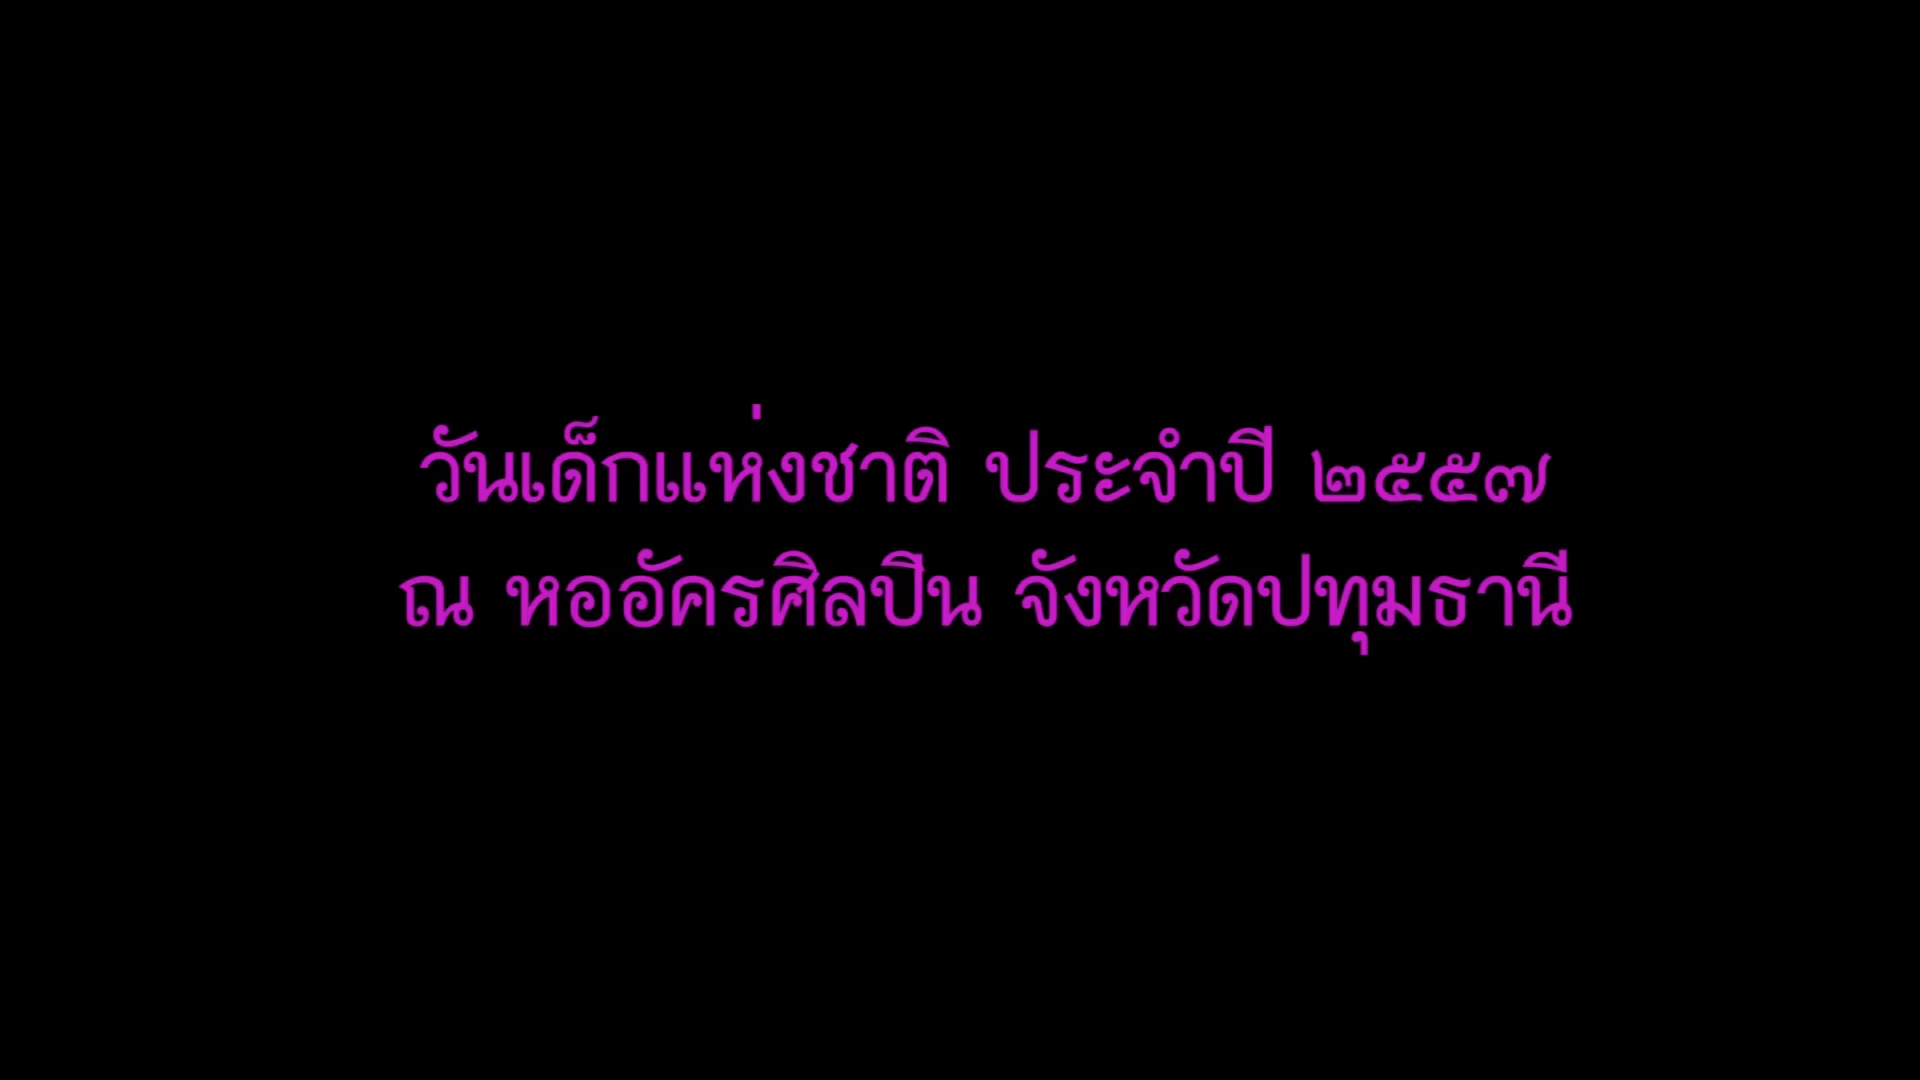 วันเด็กแห่งชาติ ประจำปี ๒๕๕๗
ณ หออัครศิลปิน จังหวัดปทุมธานี